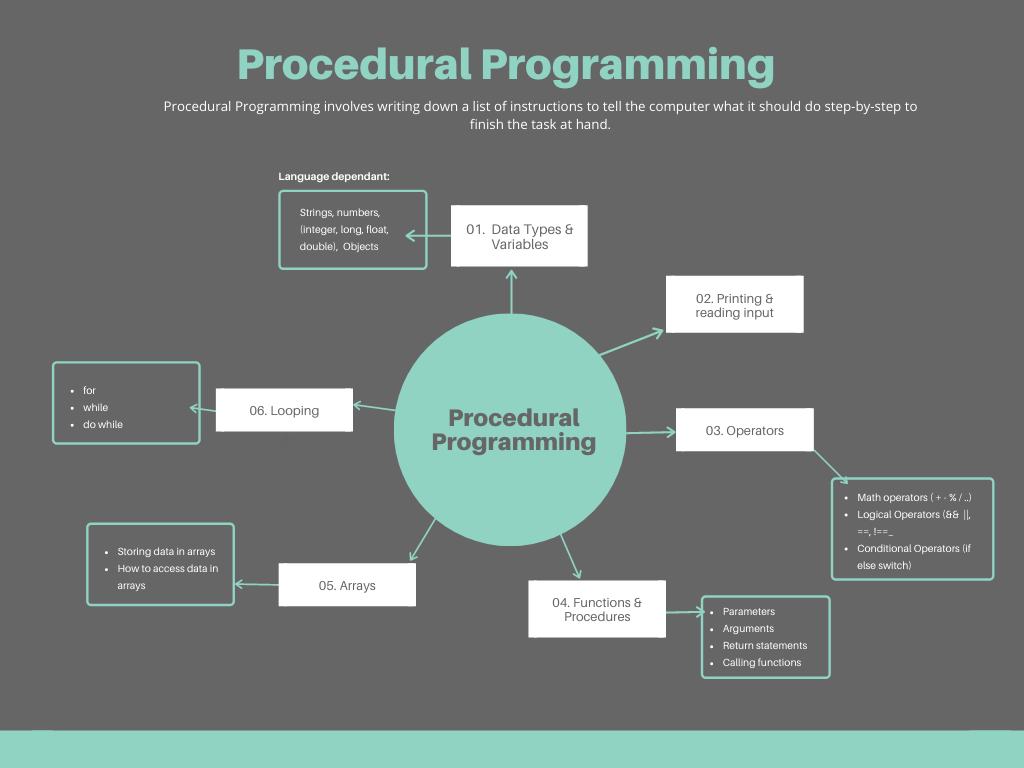 Procedural Programming
Procedural Programming involves writing down a list of instructions to tell the computer what it should do step-by-step to
finish the task at hand.
Language dependant:
Strings, numbers,
(integer, long, float,
double), Objects
01. Data Types &
Variables
02. Printing &
reading input
03. Operators
• Math operators ( + - % / ..)
• Logical Operators (&& ||,
==, !==_
• Conditional Operators (if
else switch)
04. Functions &
Procedures
• Parameters
• Arguments
• Return statements
• Calling functions
05. Arrays
• Storing data in arrays
• How to access data in
arrays
06. Looping
• for
• while
• do while
Procedural
Programming